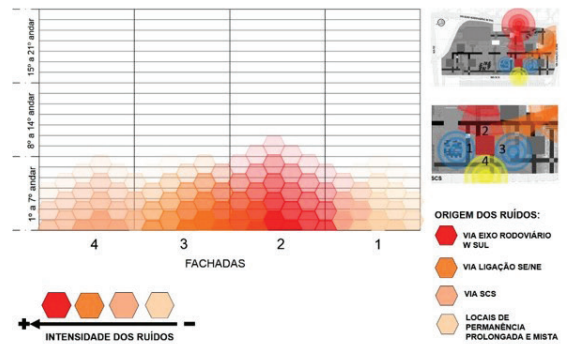 15º a 21º andar
8º a 14º andar
1º a 7º andar
4 3 2 1
FACHADAS
+ -
INTENSIDADE DOS RUÍDOS
2
1 3
4
SCS
ORIGEM DOS RUÍDOS:
VIA EIXO RODOVIÁRIO
W SUL
VIA LIGAÇÃO SE/NE
VIA SCS
LOCAIS DE
PERMANÊNCIA
PROLONGADA E MISTA